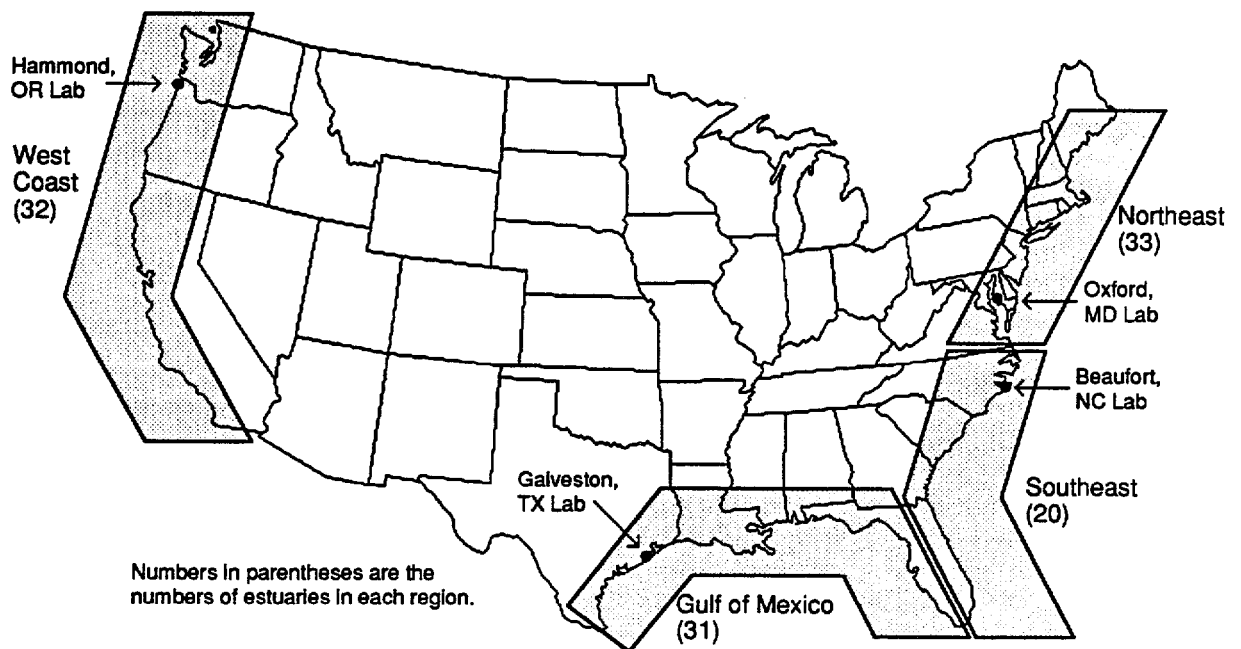 Hammond,
OR Lab
West
Coast
(32)
Northeast
(33)
Oxford,
MD Lab
Beaufort,
NC Lab
Galveston,
TX Lab
Southeast
(20)
Numbers in parentheses are the
numbers of estuaries in each region.
Gulf of Mexico
(31)